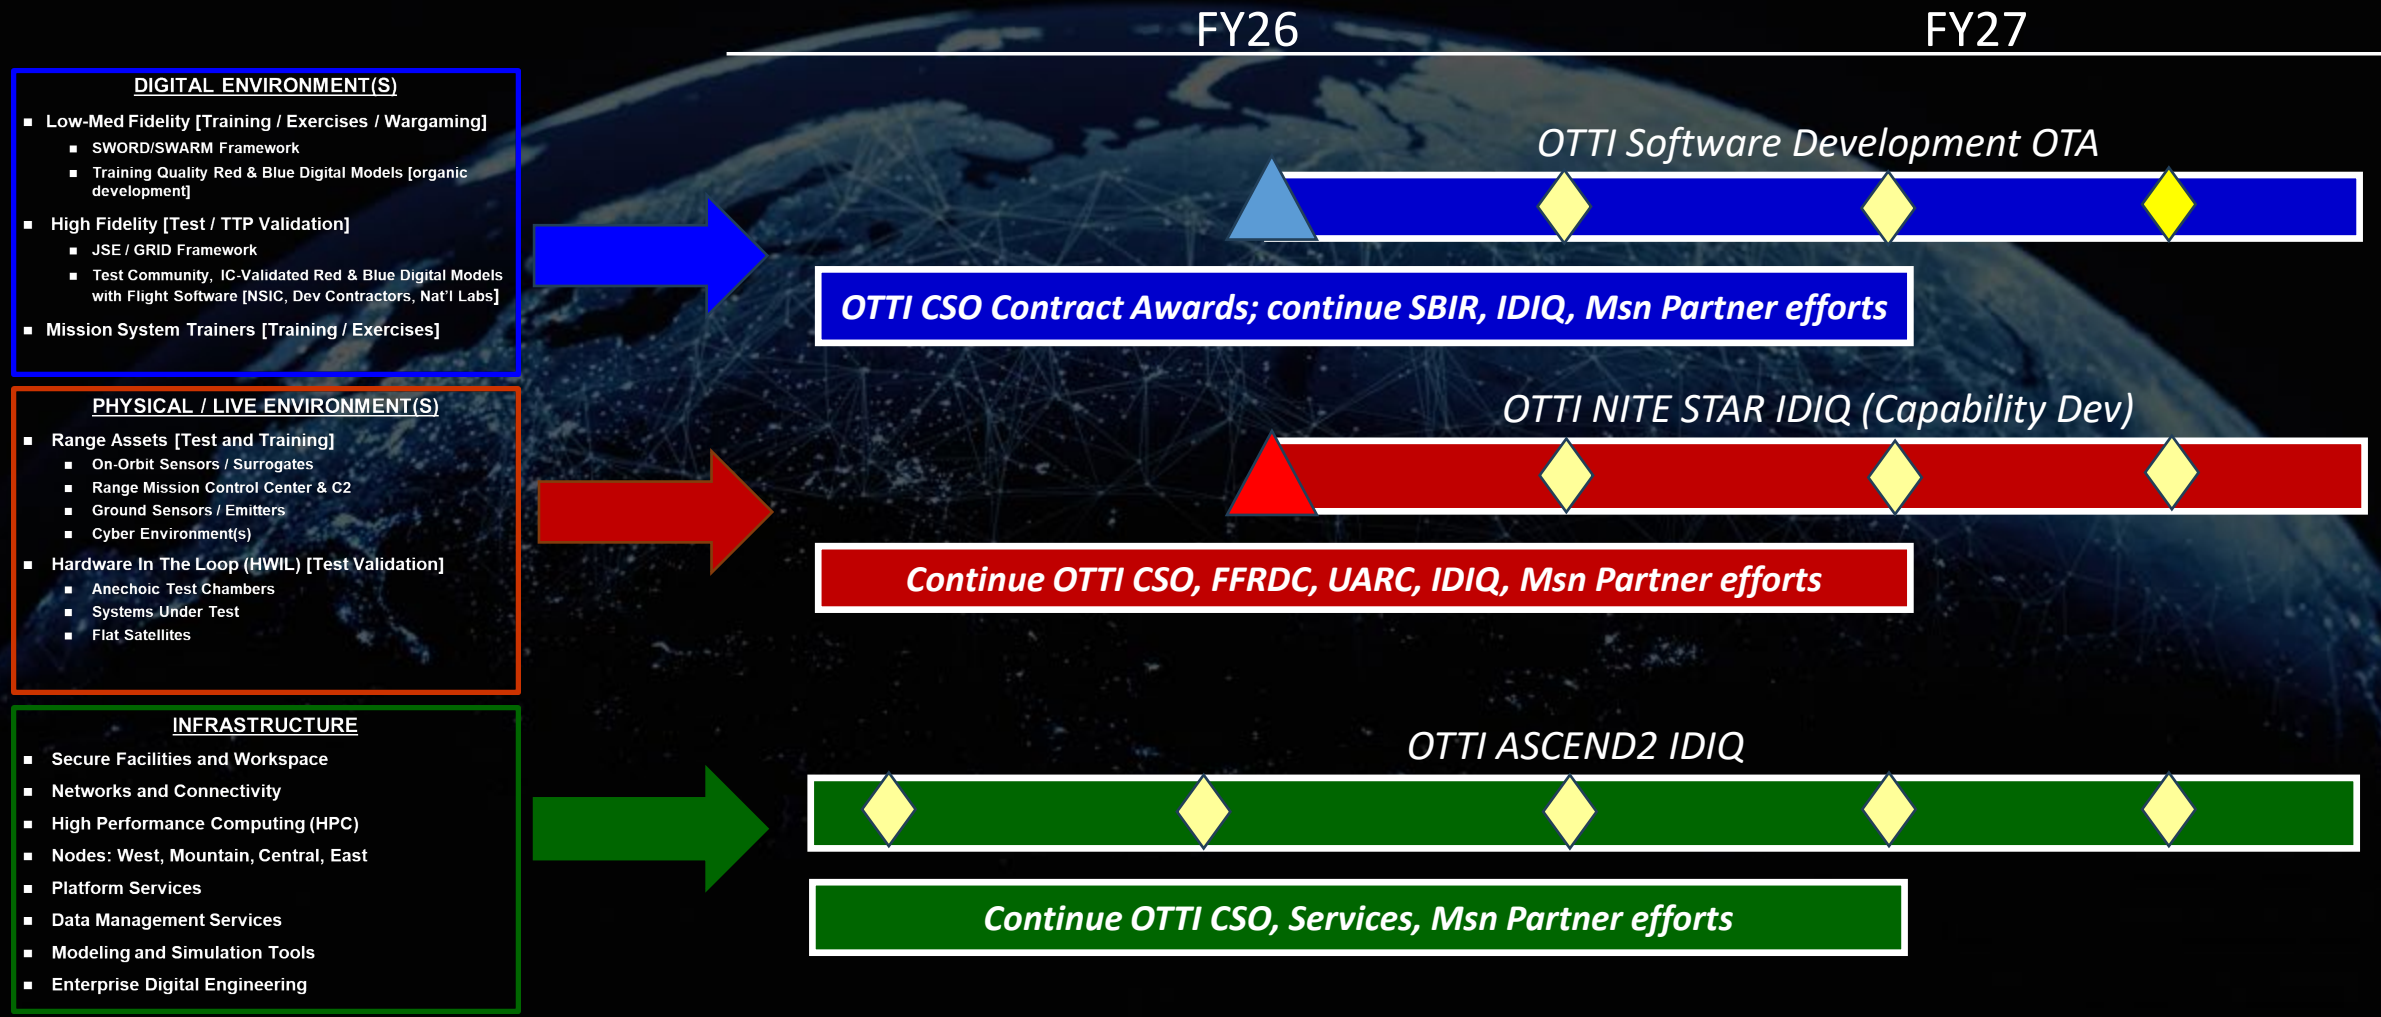 FY26
FY27
DIGITAL ENVIRONMENT(S)
Low-Med Fidelity [Training / Exercises / Wargaming]
SWORD/SWARM Framework
Training Quality Red & Blue Digital Models [organic
development]
High Fidelity [Test / TTP Validation]
JSE / GRID Framework
Test Community, IC-Validated Red & Blue Digital Models
with Flight Software [NSIC, Dev Contractors, Nat'l Labs]
Mission System Trainers [Training / Exercises]
OTTI Software Development OTA
OTTI CSO Contract Awards; continue SBIR, IDIQ, Msn Partner efforts
PHYSICAL / LIVE ENVIRONMENT(S)
Range Assets [Test and Training]
On-Orbit Sensors / Surrogates
Range Mission Control Center & C2
Ground Sensors / Emitters
Cyber Environment(s)
Hardware In The Loop (HWIL) [Test Validation]
Anechoic Test Chambers
Systems Under Test
Flat Satellites
OTTI NITE STAR IDIQ (Capability Dev)
Continue OTTI CSO, FFRDC, UARC, IDIQ, Msn Partner efforts
INFRASTRUCTURE
Secure Facilities and Workspace
Networks and Connectivity
High Performance Computing (HPC)
Nodes: West, Mountain, Central, East
Platform Services
Data Management Services
Modeling and Simulation Tools
Enterprise Digital Engineering
OTTI ASCEND2 IDIQ
Continue OTTI CSO, Services, Msn Partner efforts